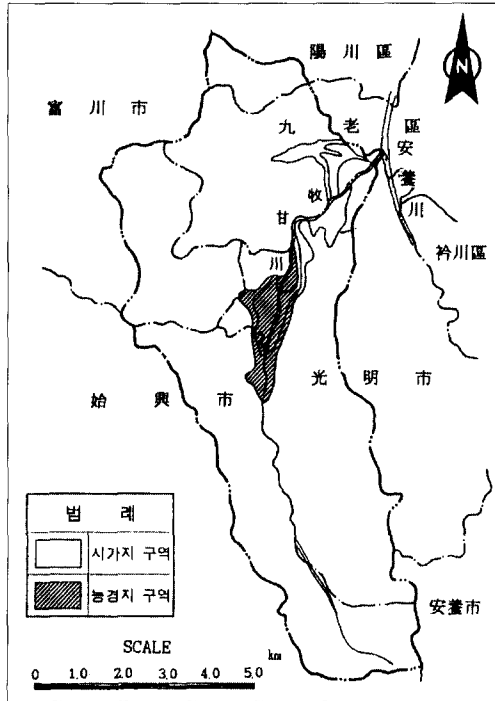 陽川區
N
富川市
九老區
安養川
牧甘川
衿川區
光明市
始興市
범 례
시가지 구역
농경지 구역
安養市
SCALE
km
0 1.0 2.0 3.0 4.0 5.0